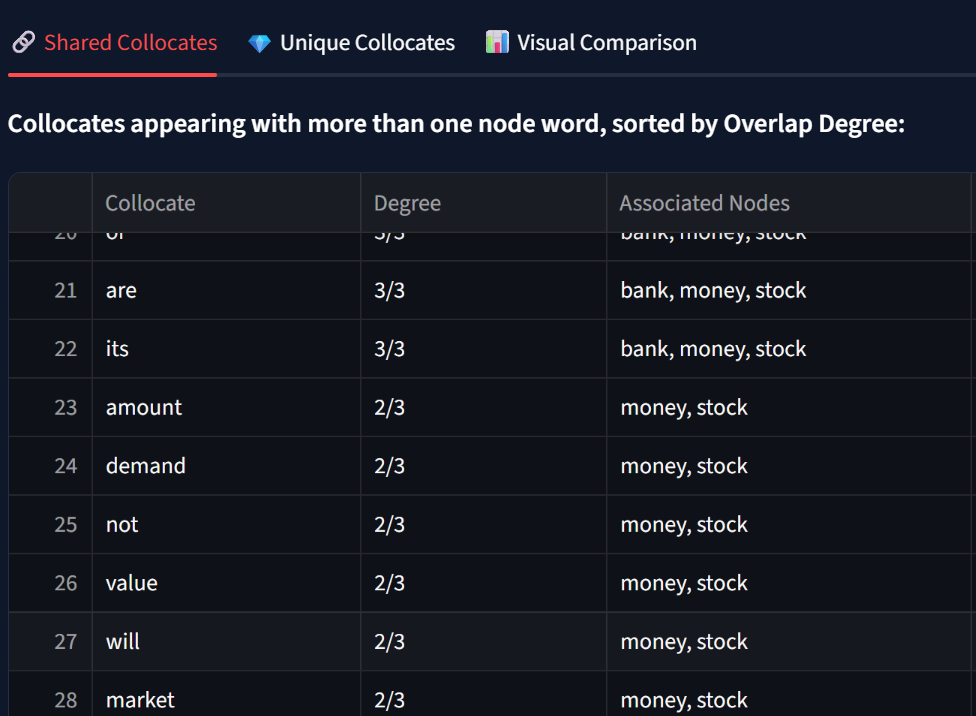 Shared Collocates Unique Collocates Visual Comparison
Collocates appearing with more than one node word, sorted by Overlap Degree:
Collocate Degree Associated Nodes
20 of 3/3 bank, money, stock
21 are 3/3 bank, money, stock
22 its 3/3 bank, money, stock
23 amount 2/3 money, stock
24 demand 2/3 money, stock
25 not 2/3 money, stock
26 value 2/3 money, stock
27 will 2/3 money, stock
28 market 2/3 money, stock